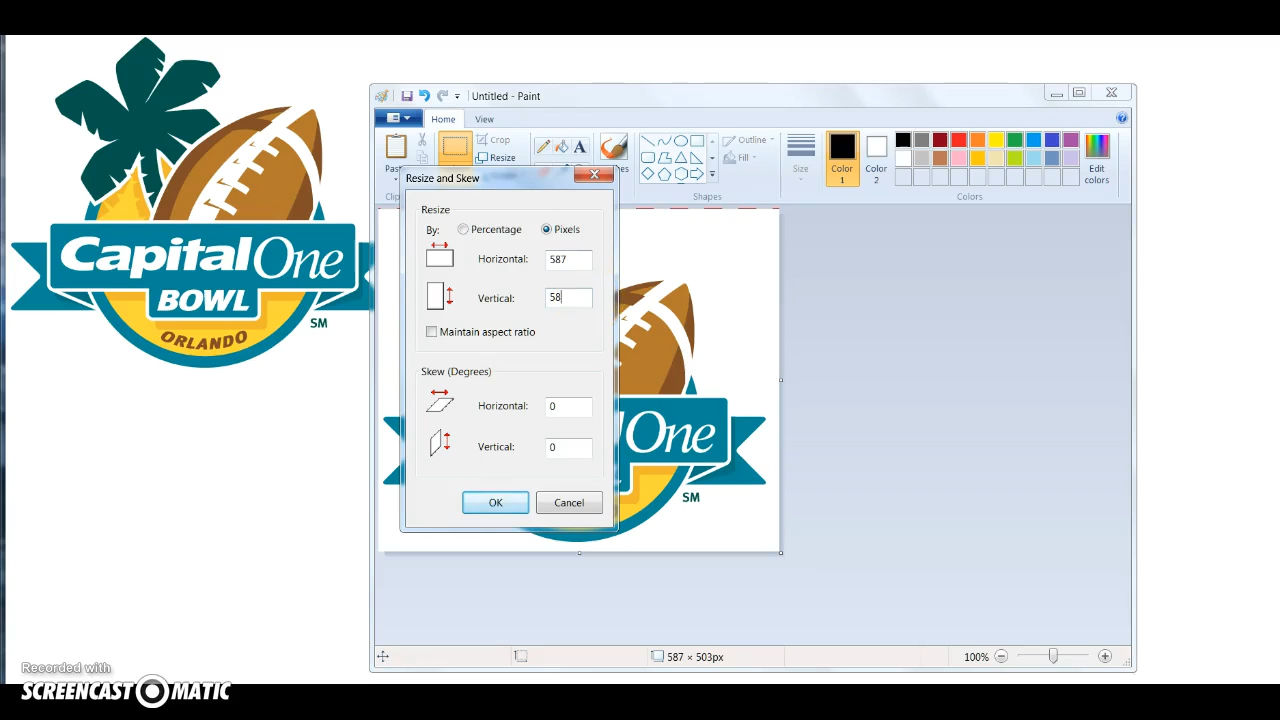 Capital One
BOWL
ORLANDO
SM
Untitled - Paint
Home
View
Crop
Resize
Outline
Fill
Shapes
Size
Color 1
Color 2
Edit colors
Colors
Resize and Skew
Resize
By:
Percentage
Pixels
Horizontal:
587
Vertical:
58
Maintain aspect ratio
Skew (Degrees)
Horizontal:
0
Vertical:
0
OK
Cancel
One
SM
587 × 503px
100%
Recorded with
SCREENCAST-O-MATIC